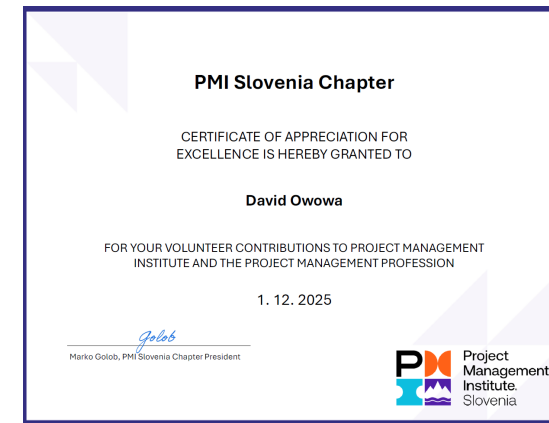 PMI Slovenia Chapter
CERTIFICATE OF APPRECIATION FOR
EXCELLENCE IS HEREBY GRANTED TO
David Owowa
FOR YOUR VOLUNTEER CONTRIBUTIONS TO PROJECT MANAGEMENT
INSTITUTE AND THE PROJECT MANAGEMENT PROFESSION
1. 12. 2025
Golob
Marko Golob, PMI Slovenia Chapter President
Project
Management
Institute.
Slovenia